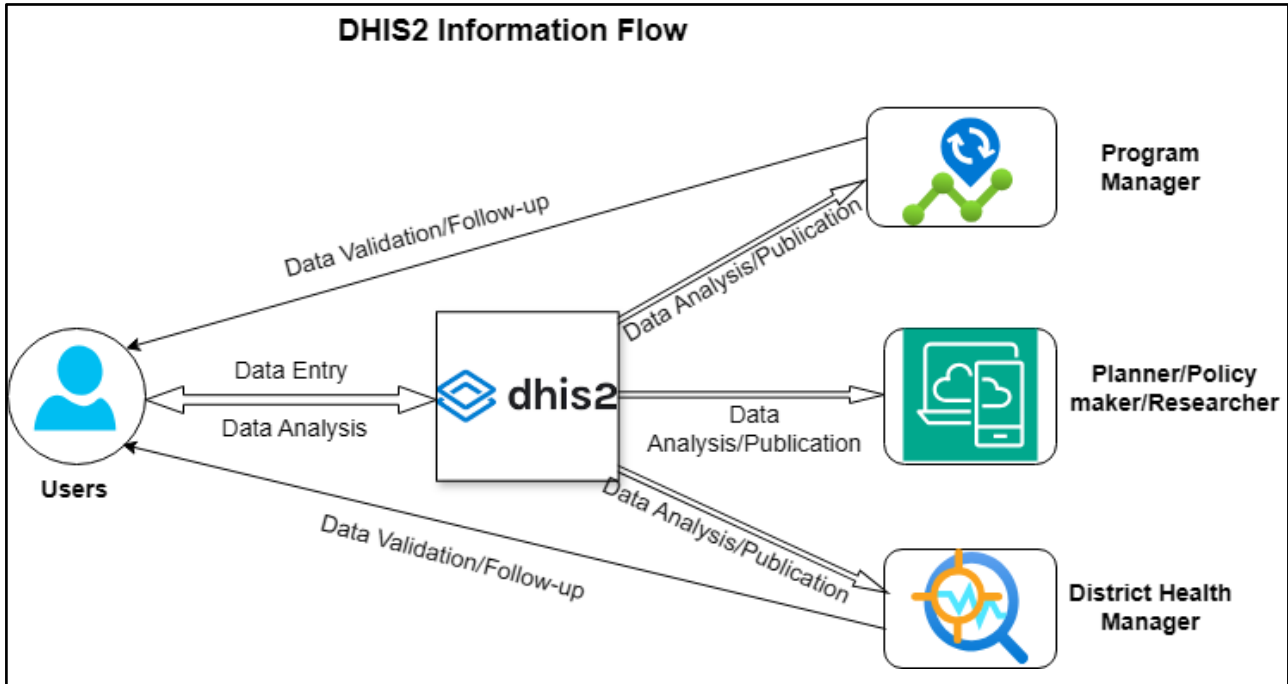 DHIS2 Information Flow
Program
Manager
Data Validation/Follow-up
Data Analysis/Publication
Data Entry
Data Analysis
Users
dhis2
Data
Analysis/Publication
Planner/Policy
maker/Researcher
Data Analysis/Publication
Data Validation/Follow-up
District Health
Manager